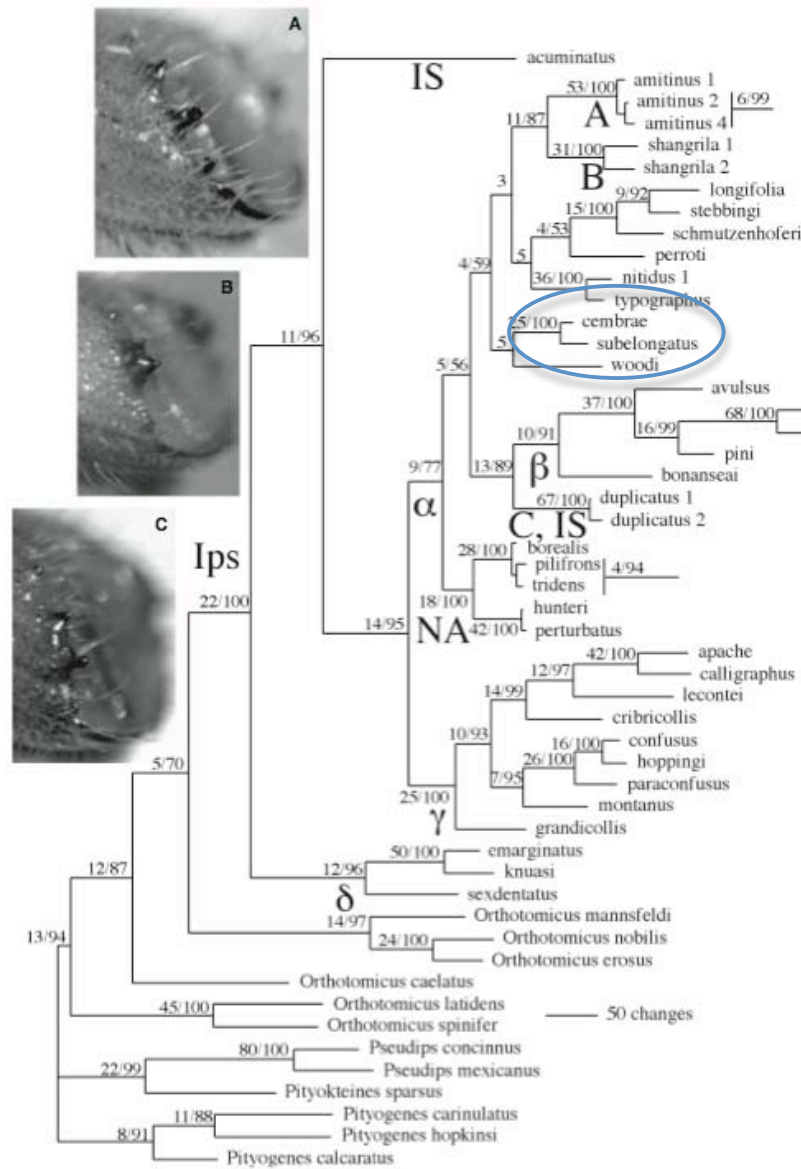 A
acuminatus
IS
53/100
amitinus 1
6/99
amitinus 2
11/87
A
amitinus 4
31/100
shangrila 1
B
shangrila 2
3
9/92
longifolia
15/100
stebbingi
4/53
schmutzenhoferi
5
perroti
4/59
36/100
nitidus 1
typographus
B
25/100
cembrae
11/96
5
subelongatus
5/56
woodi
avulsus
37/100
68/100
10/91
16/99
pini
9/77
13/89
β
bonanseai
α
67/100
duplicatus 1
C, IS
duplicatus 2
C
Ips
28/100
borealis
pilifrons
4/94
tridens
22/100
18/100
hunteri
14/95
NA
42/100
perturbatus
42/100
apache
12/97
calligraphus
14/99
lecontei
10/93
cribricollis
16/100
confusus
26/100
hoppingi
5/70
7/95
paraconfusus
25/100
montanus
γ
grandicollis
50/100
emarginatus
12/87
12/96
knuasi
δ
sexdentatus
14/97
Orthotomicus mannsfeldi
13/94
24/100
Orthotomicus nobilis
Orthotomicus erosus
Orthotomicus caelatus
45/100
Orthotomicus latidens
50 changes
Orthotomicus spinifer
80/100
Pseudips concinnus
22/99
Pseudips mexicanus
Pityokteines sparsus
11/88
Pityogenes carinulatus
8/91
Pityogenes hopkinsi
Pityogenes calcaratus